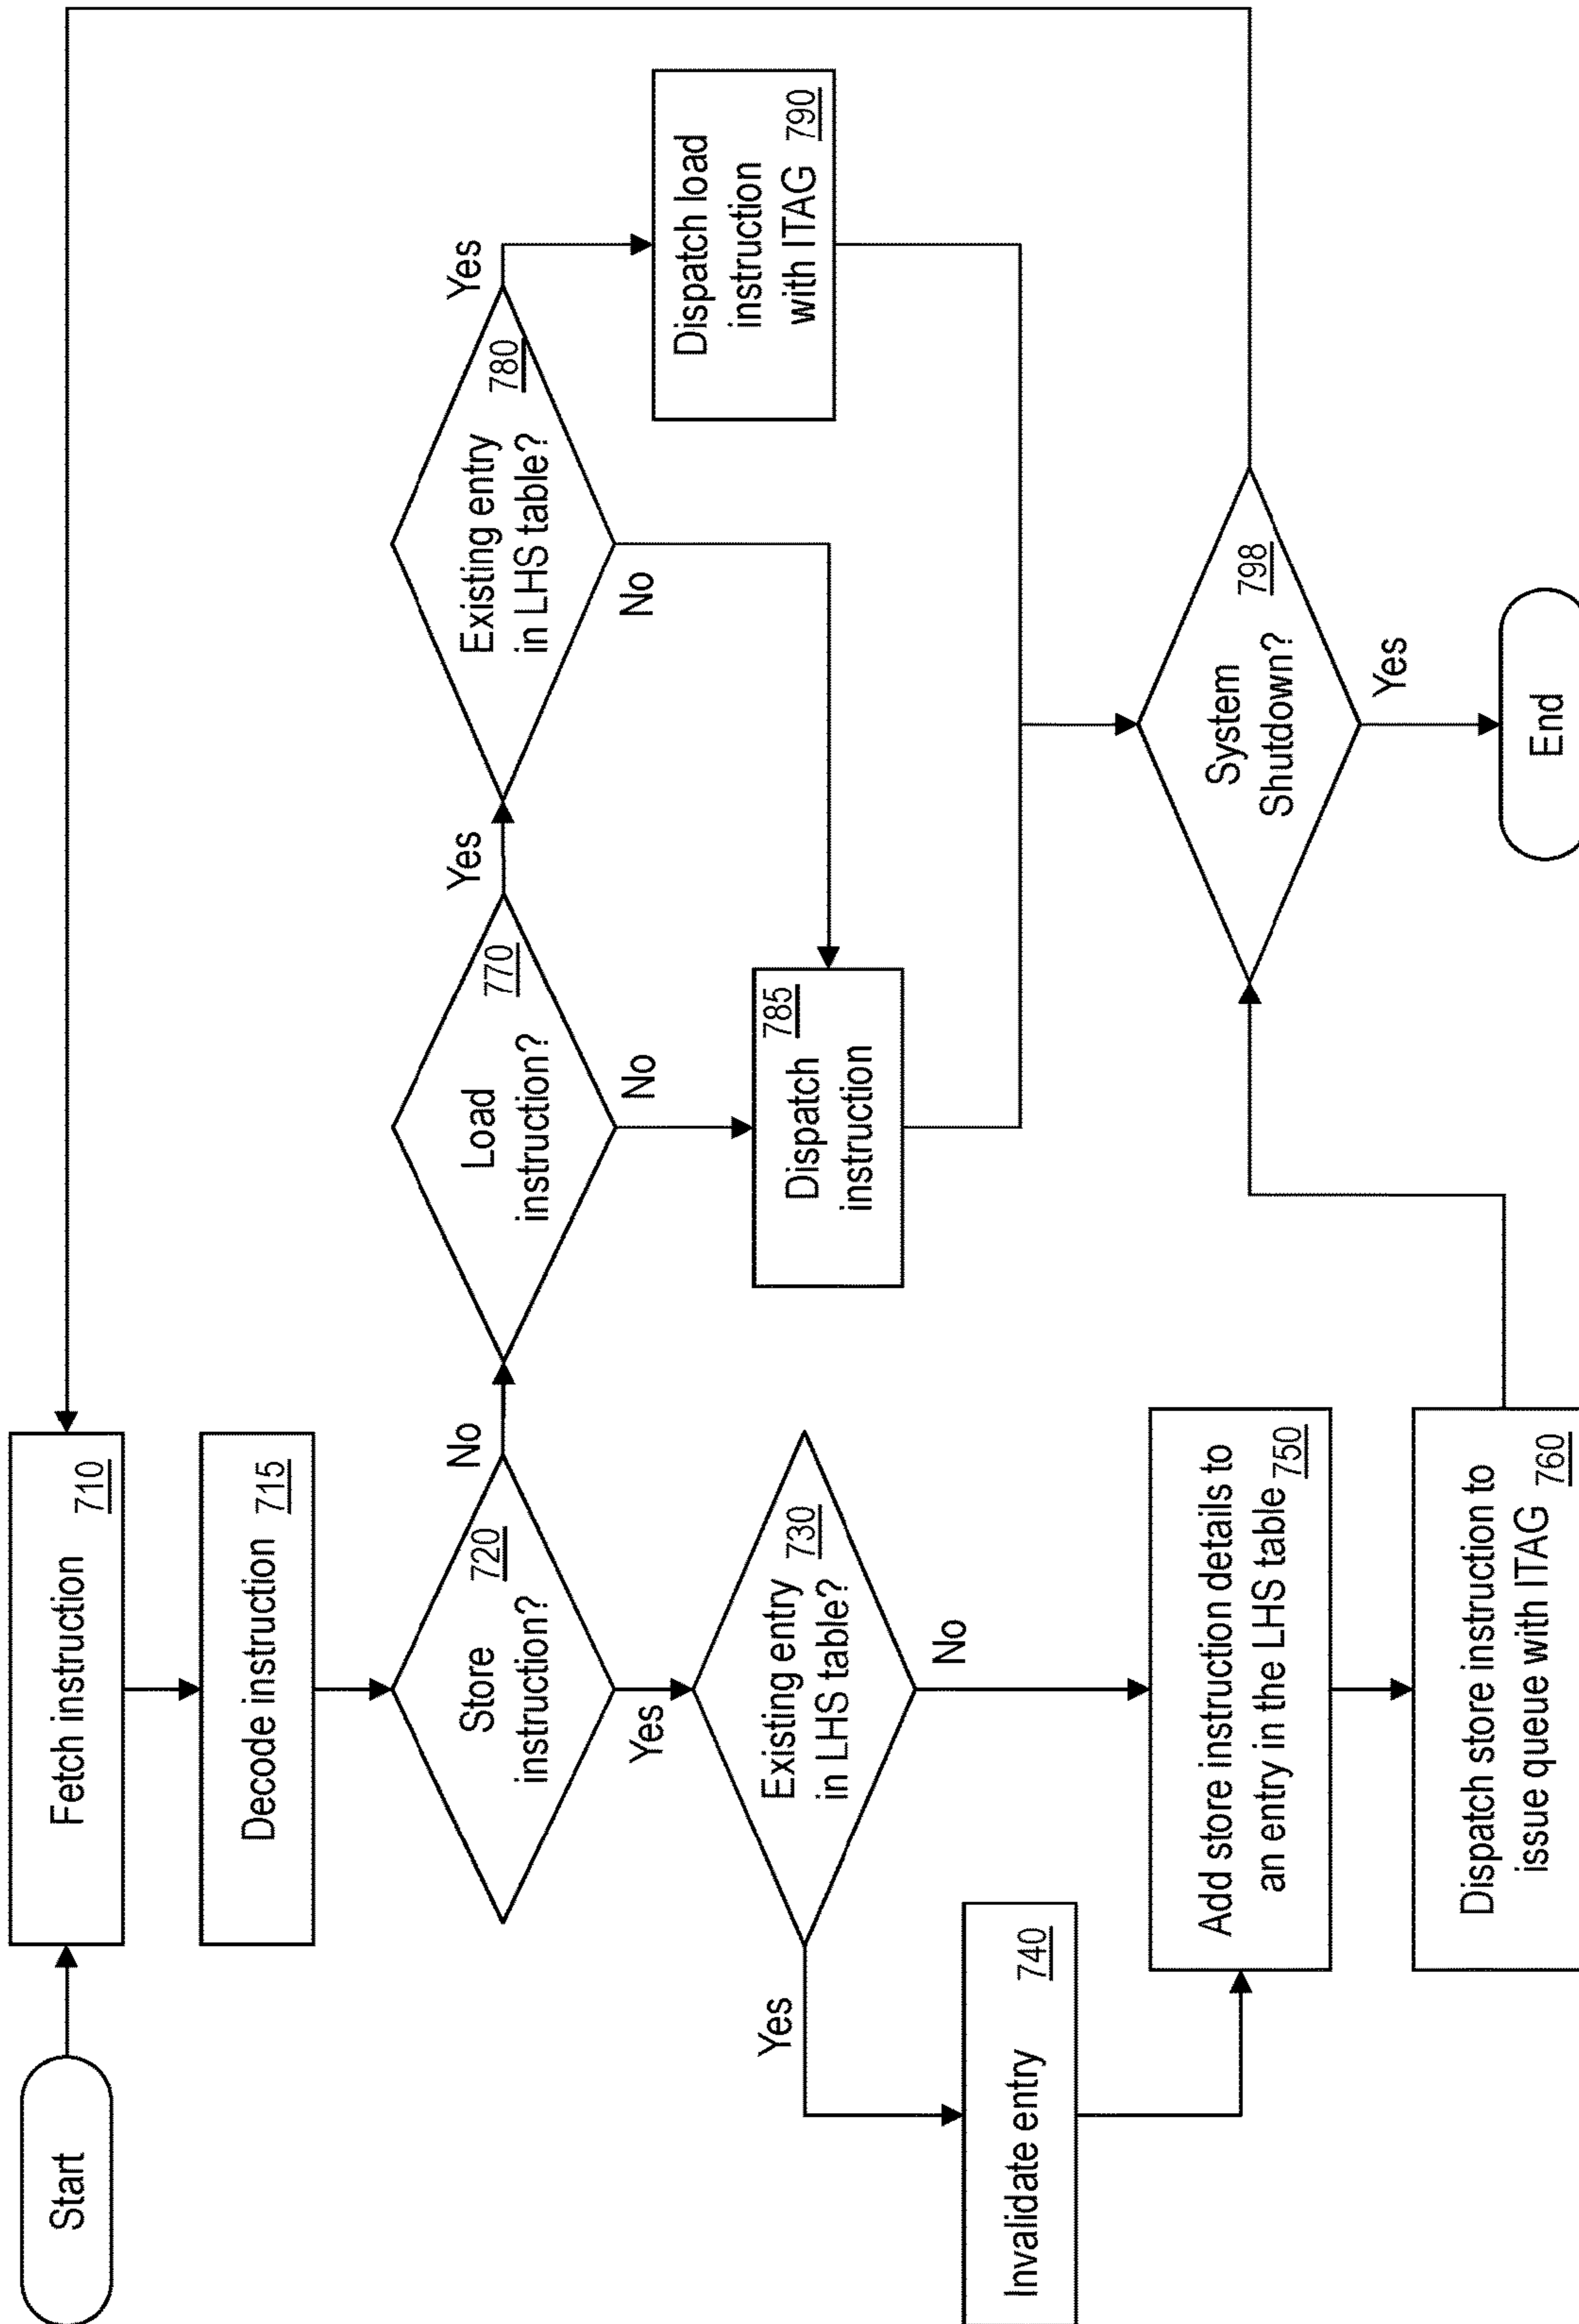 Start
Fetch instruction
710
Decode instruction 715
Store
instruction?
720
No
Yes
Load
instruction?
770
Yes
No
Existing entry
in LHS table?
780
Yes
No
Dispatch load
instruction
with ITAG 790
785
Dispatch
instruction
Existing entry
in LHS table?
730
Yes
No
Invalidate entry 740
Add store instruction details to
an entry in the LHS table 750
Dispatch store instruction to
issue queue with ITAG 760
System
Shutdown?
798
Yes
End